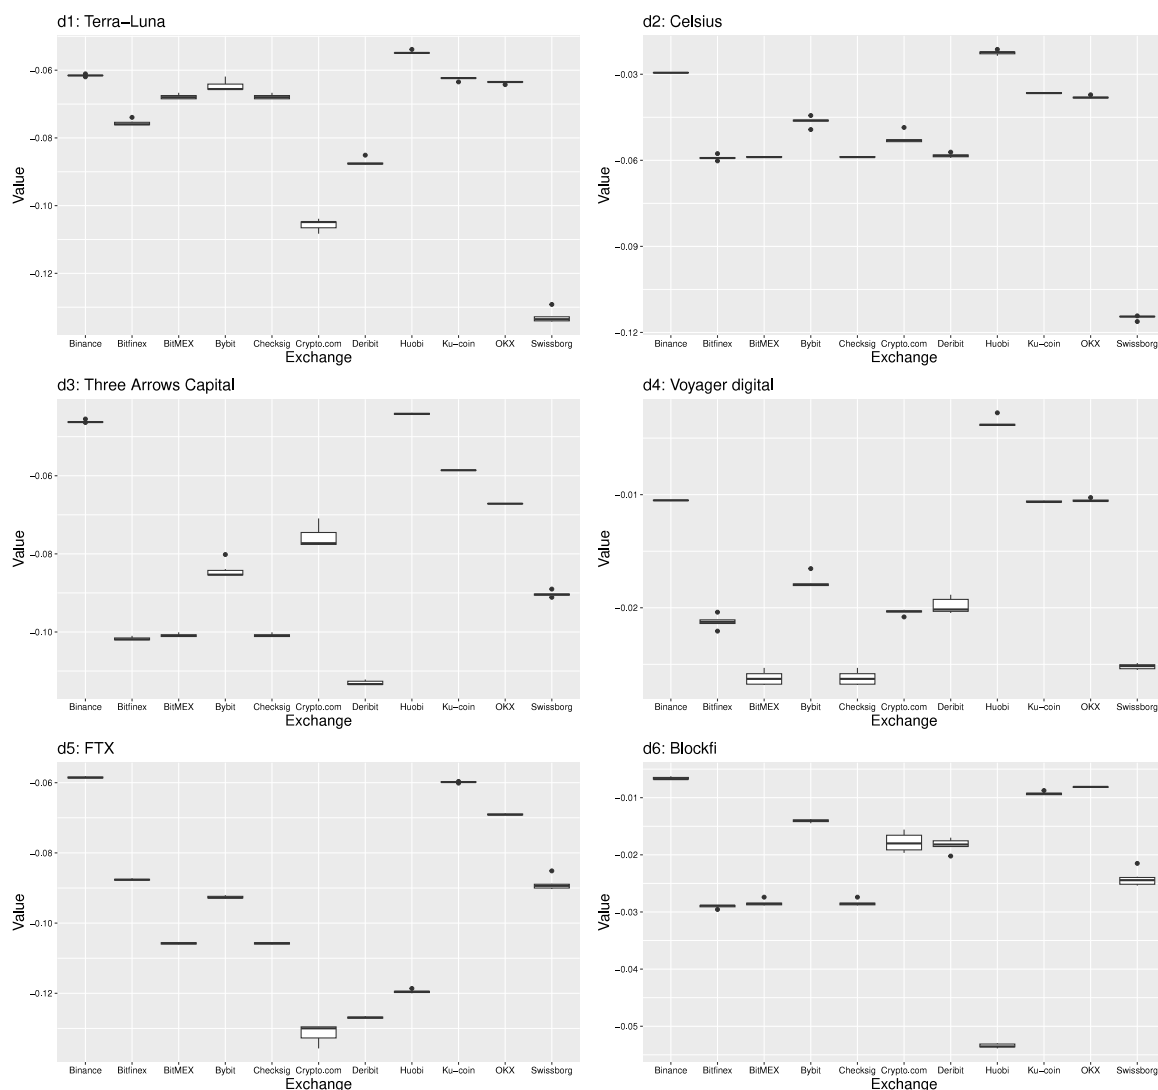 d1: Terra−Luna
−0.06
−0.08
−0.10
−0.12
Value
Binance Bitfinex BitMEX Bybit Checksig Crypto.com Deribit Huobi Ku−coin OKX Swissborg
Exchange
d2: Celsius
−0.03
−0.06
−0.09
−0.12
Value
Binance Bitfinex BitMEX Bybit Checksig Crypto.com Deribit Huobi Ku−coin OKX Swissborg
Exchange
d3: Three Arrows Capital
−0.06
−0.08
−0.10
Value
Binance Bitfinex BitMEX Bybit Checksig Crypto.com Deribit Huobi Ku−coin OKX Swissborg
Exchange
d4: Voyager digital
−0.01
−0.02
Value
Binance Bitfinex BitMEX Bybit Checksig Crypto.com Deribit Huobi Ku−coin OKX Swissborg
Exchange
d5: FTX
−0.06
−0.08
−0.10
−0.12
Value
Binance Bitfinex BitMEX Bybit Checksig Crypto.com Deribit Huobi Ku−coin OKX Swissborg
Exchange
d6: Blockfi
−0.01
−0.02
−0.03
−0.04
−0.05
Value
Binance Bitfinex BitMEX Bybit Checksig Crypto.com Deribit Huobi Ku−coin OKX Swissborg
Exchange